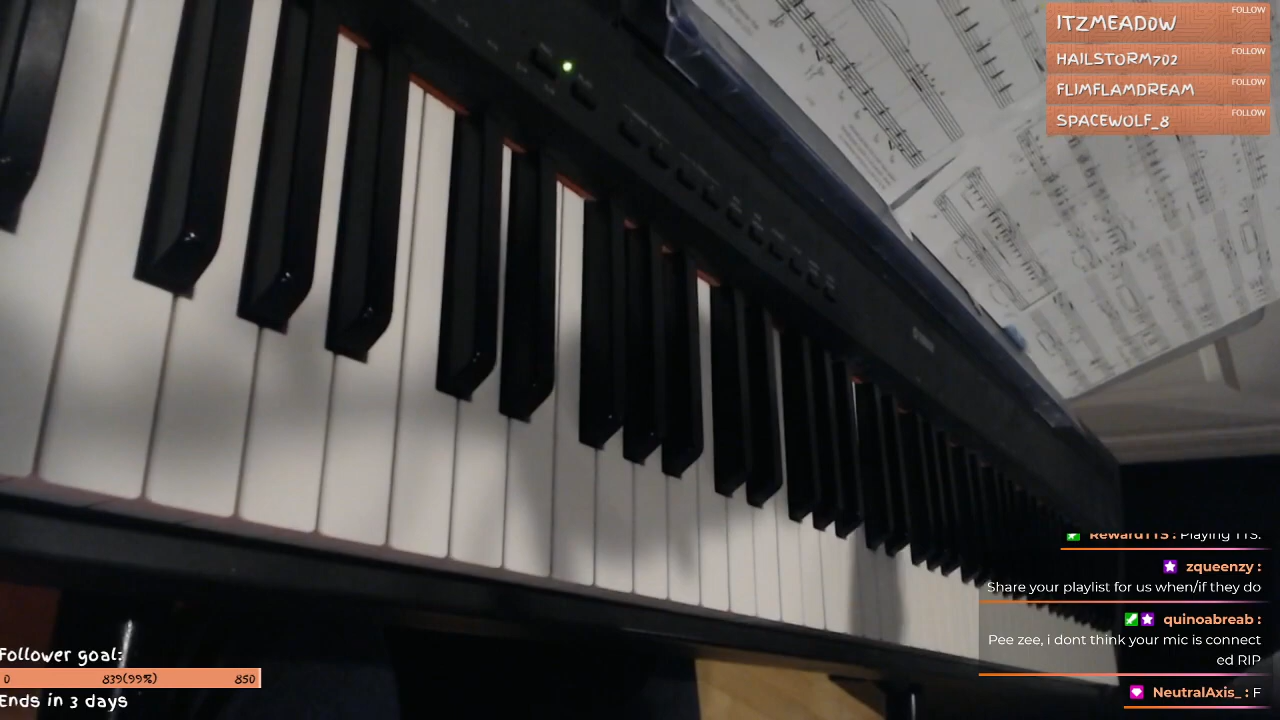 ITZMEADOW FOLLOW
HAILSTORM702 FOLLOW
FLIMFLAMDREAM FOLLOW
SPACEWOLF_8 FOLLOW
RewardTTS : Playing TTS.
zqueenzy :
Share your playlist for us when/if they do
quinoabreab :
Pee zee, i dont think your mic is connect
ed RIP
NeutralAxis_ : F
Follower goal:
0 839(99%) 850
Ends in 3 days